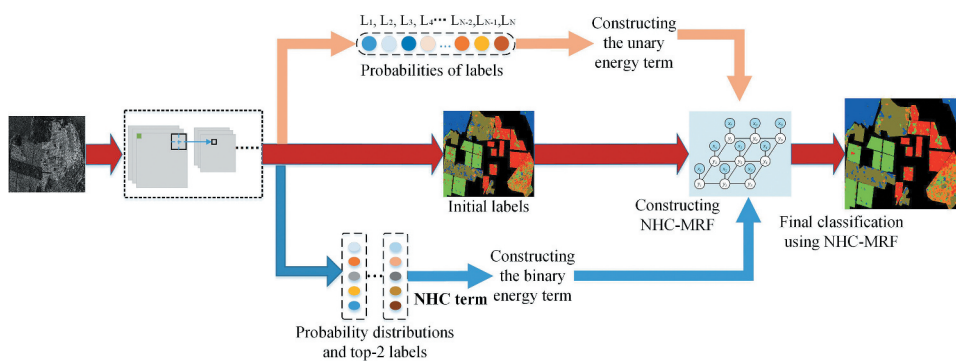 L1, L2, L3, L4••• LN-2,LN-1,LN
Probabilities of labels
Constructing
the unary
energy term
Initial labels
Constructing
NHC-MRF
Final classification
using NHC-MRF
NHC term
Constructing
the binary
energy term
Probability distributions
and top-2 labels